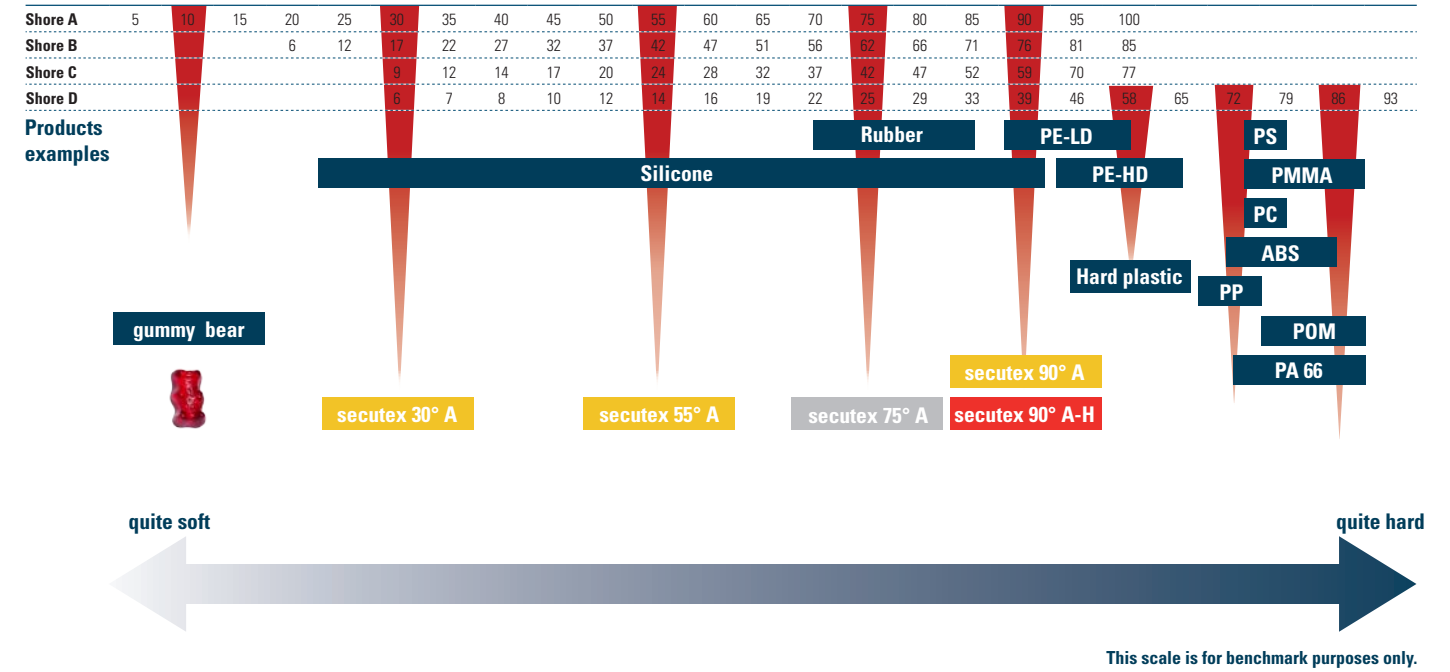 Shore A 5 10 15 20 25 30 35 40 45 50 55 60 65 70 75 80 85 90 95 100
Shore B 6 12 17 22 27 32 37 42 47 51 56 62 66 71 76 81 85
Shore C 9 12 14 17 20 24 28 32 37 42 47 52 59 70 77
Shore D 6 7 8 10 12 14 16 19 22 25 29 33 39 46 58 65 72 79 86 93
Products
examples
Rubber PE-LD PS
Silicone PE-HD PMMA
PC
ABS
Hard plastic
PP
gummy bear
POM
secutex 90° A PA 66
secutex 30° A secutex 55° A secutex 75° A secutex 90° A-H
quite soft quite hard
This scale is for benchmark purposes only.